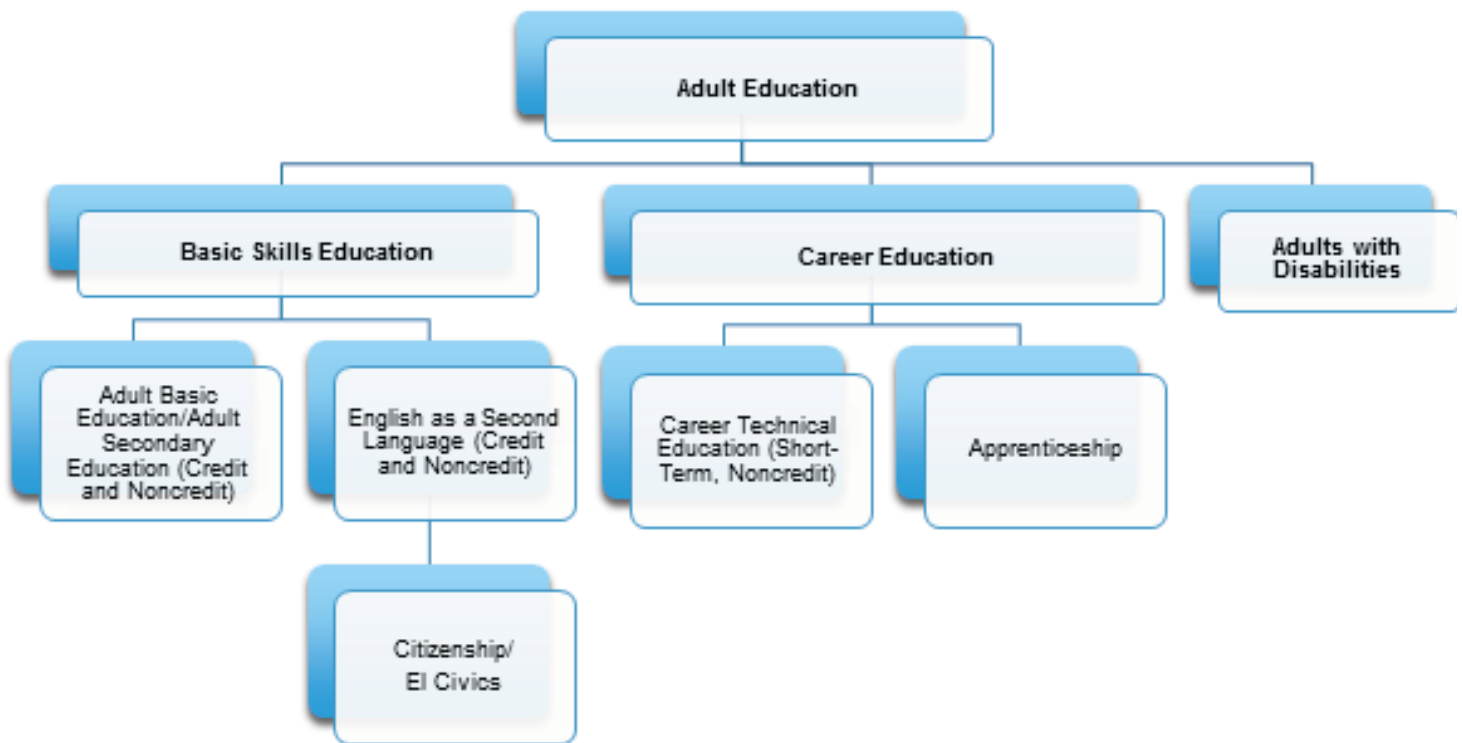 Adult Education
Basic Skills Education
Career Education
Adults with
Disabilities
Adult Basic
Education/Adult
Secondary
Education (Credit
and Noncredit)
English as a Second
Language (Credit
and Noncredit)
Career Technical
Education (Short-
Term, Noncredit)
Apprenticeship
Citizenship/
El Civics